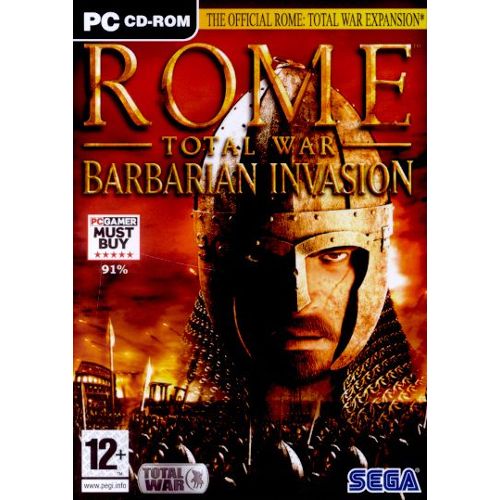 PC CD-ROM
THE OFFICIAL ROME: TOTAL WAR EXPANSION*
ROME™
TOTAL WAR
BARBARIAN INVASION
PC GAMER
MUST
BUY
★★★★★
91%
12+
www.pegi.info
TOTAL
WAR
SEGA